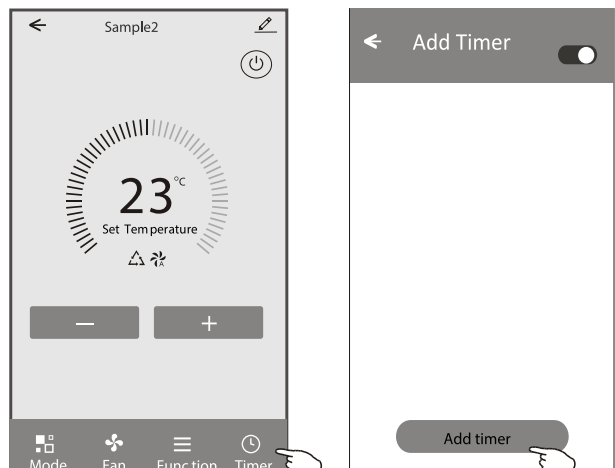 Sample2
23°C
Set Temperature
A
Mode Fan Function Timer
Add Timer
Add timer